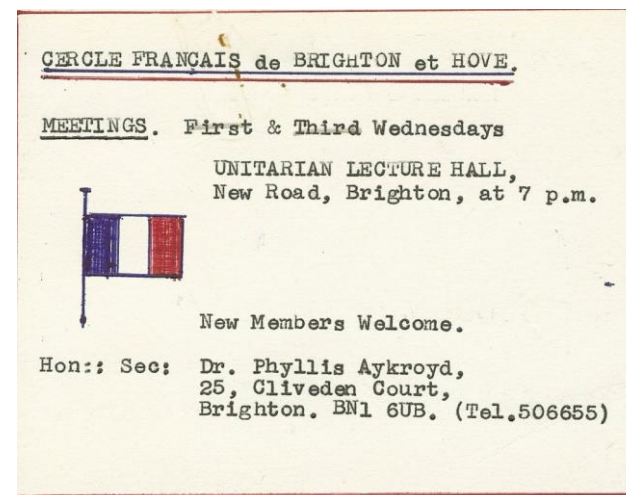 CERCLE FRANÇAIS de BRIGHTON et HOVE.
MEETINGS. First & Third Wednesdays
UNITARIAN LECTURE HALL,
New Road, Brighton, at 7 p.m.
New Members Welcome.
Hon:: Sec: Dr. Phyllis Aykroyd,
25, Cliveden Court,
Brighton. BN1 6UB. (Tel.506655)